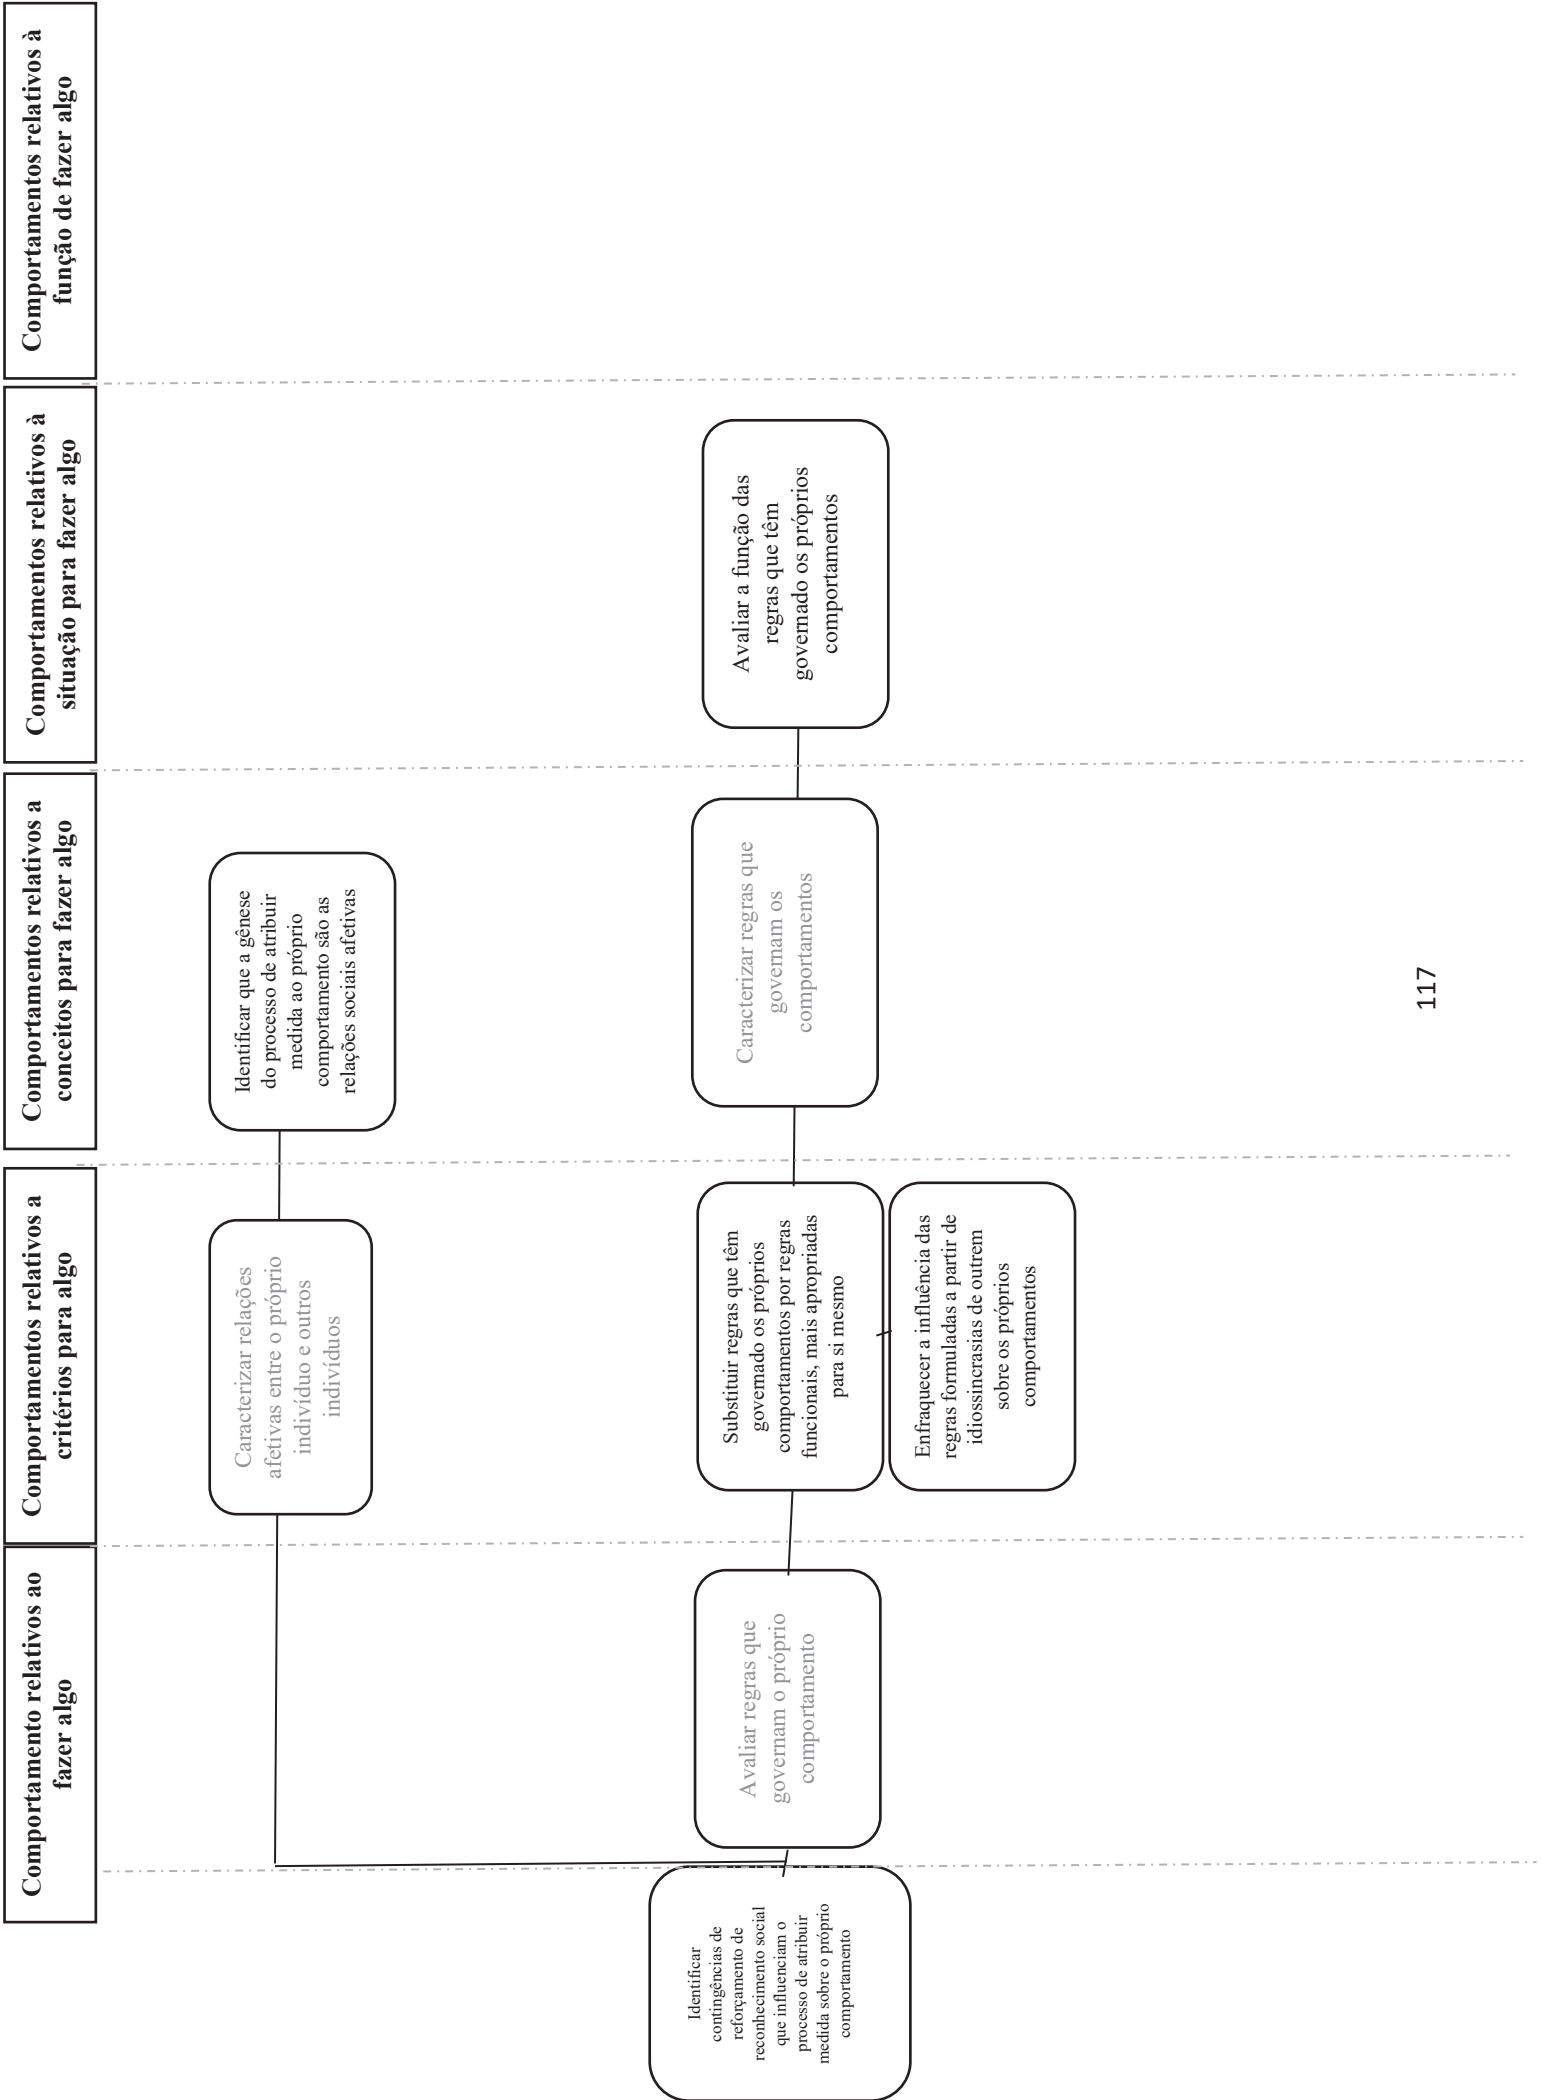 Comportamento relativos ao
fazer algo
Comportamentos relativos a
critérios para algo
Comportamentos relativos a
conceitos para fazer algo
Comportamentos relativos à
situação para fazer algo
Comportamentos relativos à
função de fazer algo
Caracterizar relações
afetivas entre o próprio
indivíduo e outros
indivíduos
Identificar que a gênese
do processo de atribuir
medida ao próprio
comportamento são as
relações sociais afetivas
Identificar
contingências de
reforçamento de
reconhecimento social
que influenciam o
processo de atribuir
medida sobre o próprio
comportamento
Avaliar regras que
governam o próprio
comportamento
Substituir regras que têm
governado os próprios
comportamentos por regras
funcionais, mais apropriadas
para si mesmo
Caracterizar regras que
governam os
comportamentos
Avaliar a função das
regras que têm
governado os próprios
comportamentos
Enfraquecer a influência das
regras formuladas a partir de
idiossincrasias de outrem
sobre os próprios
comportamentos
117